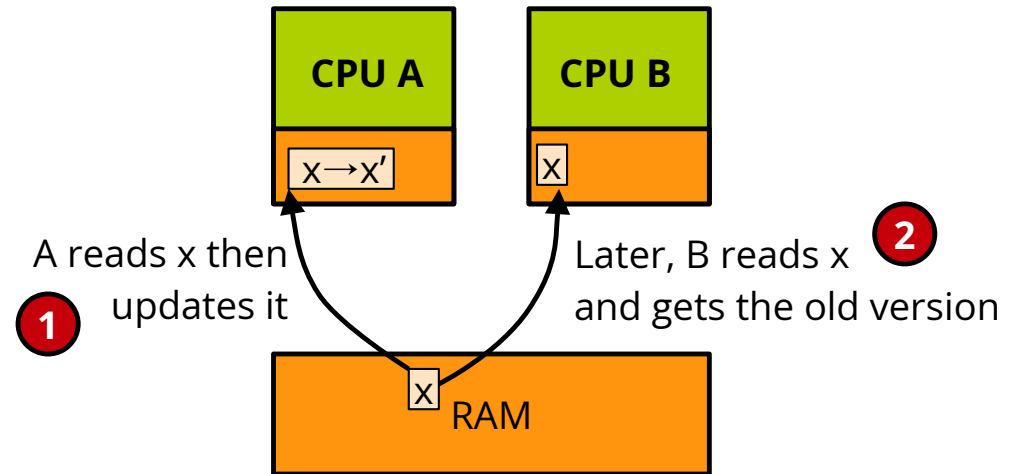 CPU A
CPU B
x→x′
x
A reads x then
updates it
1
Later, B reads x
and gets the old version
2
x
RAM